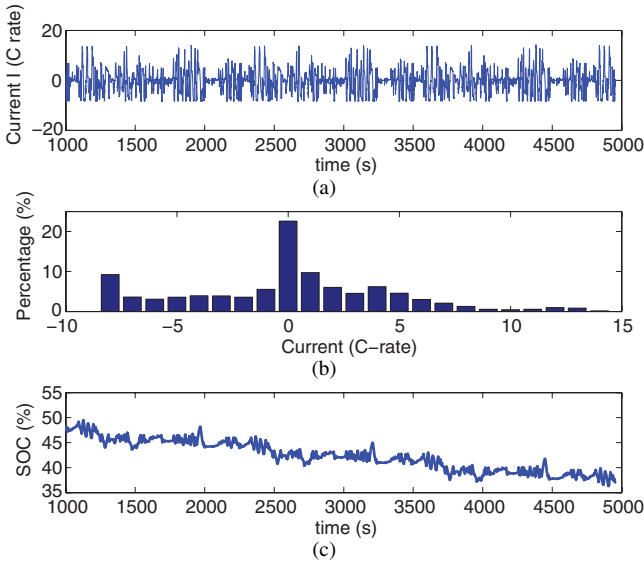 20
0
−20
Current I (C rate)
1000 1500 2000 2500 3000 3500 4000 4500 5000
time (s)
(a)
20
10
0
Percentage (%)
−10 −5 0 5 10 15
Current (C−rate)
(b)
55
50
45
40
35
SOC (%)
1000 1500 2000 2500 3000 3500 4000 4500 5000
time (s)
(c)